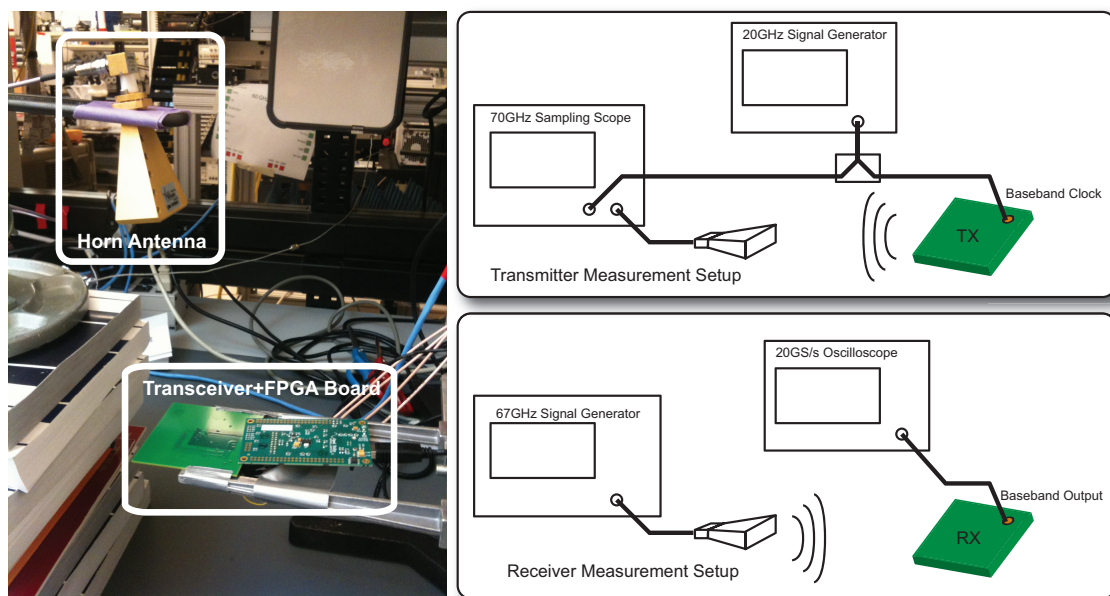 Horn Antenna
Transceiver+FPGA Board
20GHz Signal Generator
70GHz Sampling Scope
Baseband Clock
TX
Transmitter Measurement Setup
20GS/s Oscilloscope
67GHz Signal Generator
Baseband Output
RX
Receiver Measurement Setup